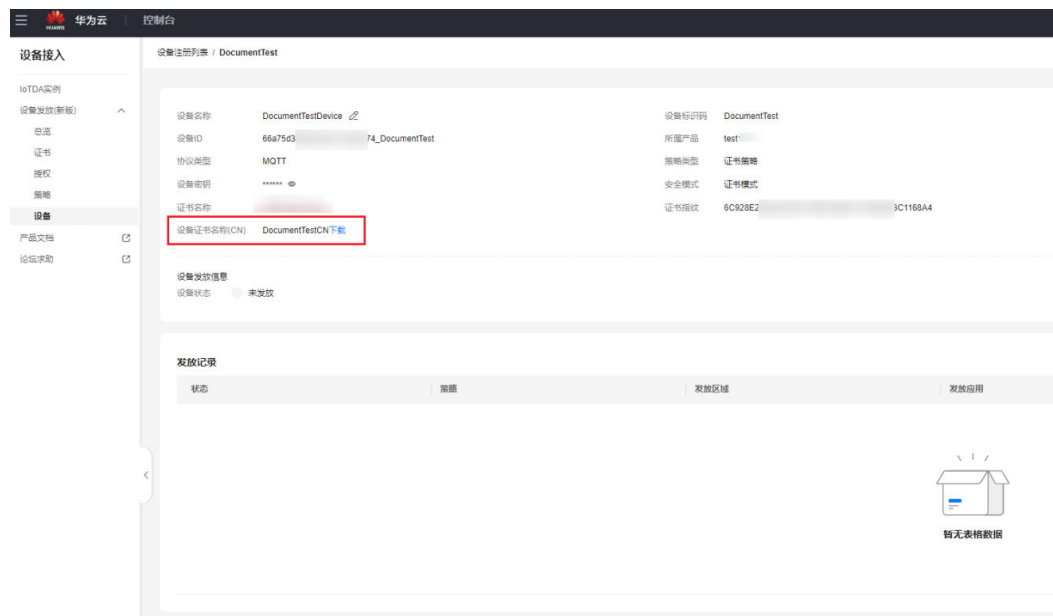 HUAWEI 华为云 控制台
设备接入
设备注册列表 / DocumentTest
IoTDA实例
设备发放(新版)
总览
证书
授权
策略
设备
产品文档
论坛求助
设备名称 DocumentTestDevice 设备标识码 DocumentTest
设备ID 66a75d3 74_DocumentTest 所属产品 test
协议类型 MQTT 策略类型 证书策略
设备密钥 ****** 安全模式 证书模式
证书名称 证书指纹 6C928E2 3C1168A4
设备证书名称(CN) DocumentTestCN下载
设备发放信息
设备状态 未发放
发放记录
状态 策略 发放区域 发放应用
暂无表格数据